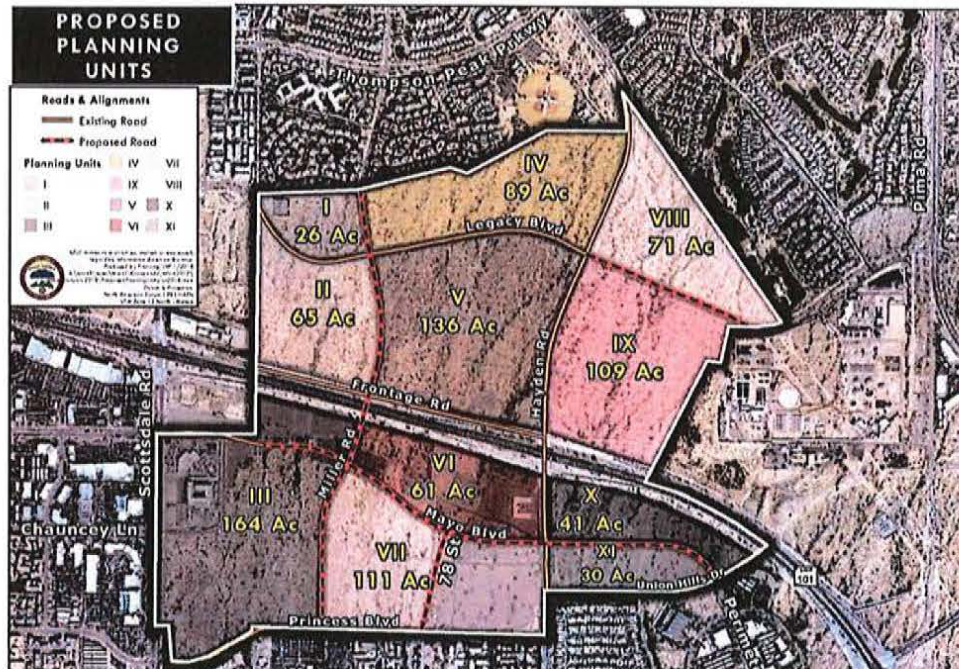 PROPOSED
PLANNING
UNITS
Roads & Alignments
Existing Road
Proposed Road
Planning Units
I
II
III
IV
IX
V
VI
VII
VIII
X
XI
Thompson Peak Pkwy
Pima Rd
IV
89 Ac
VIII
71 Ac
I
26 Ac
Legacy Blvd
II
65 Ac
V
136 Ac
Hayden Rd
IX
109 Ac
Frontage Rd
Scottsdale Rd
Miller Rd
VI
61 Ac
III
164 Ac
Mayo Blvd
X
41 Ac
Chauncey Ln
VII
111 Ac
78 St
XI
30 Ac
Union Hills Dr
101
Princess Blvd